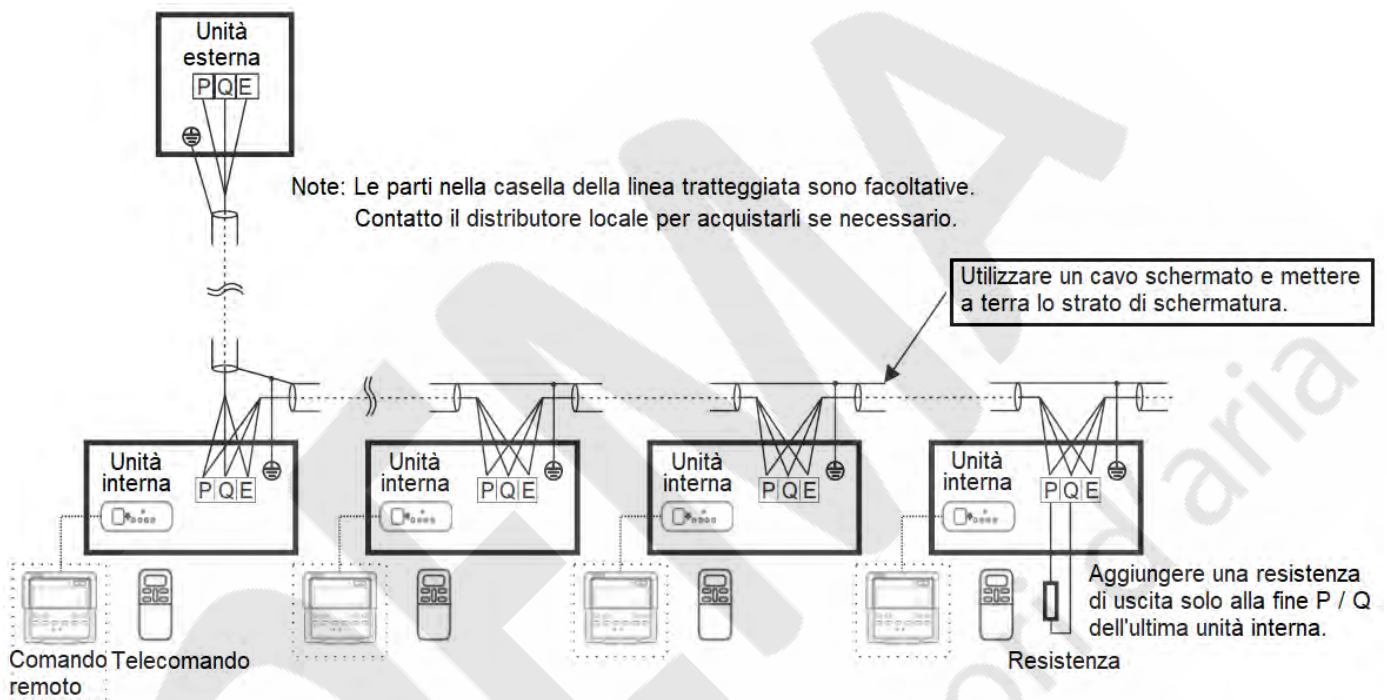 Unità
esterna
P Q E
Note: Le parti nella casella della linea tratteggiata sono facoltative.
Contatto il distributore locale per acquistarli se necessario.
Utilizzare un cavo schermato e mettere
a terra lo strato di schermatura.
Unità
interna
P Q E
Unità
interna
P Q E
Unità
interna
P Q E
Unità
interna
P Q E
Aggiungere una resistenza
di uscita solo alla fine P / Q
dell'ultima unità interna.
Comando
remoto
Telecomando
Resistenza